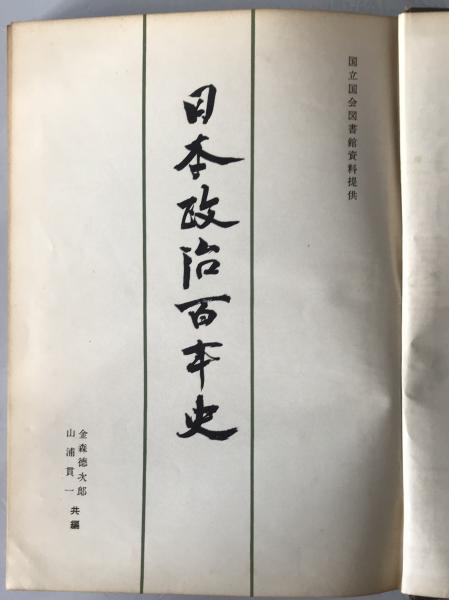 国立国会図書館資料提供
日本政治百年史
金森德次郎
山浦貫一 共編